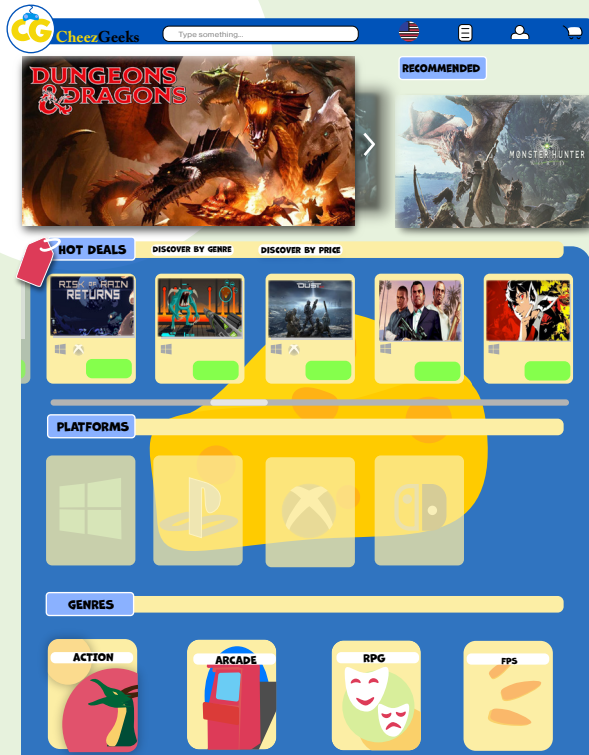 CG
CheezGeeks
Type something...
DUNGEONS
& DRAGONS
RECOMMENDED
MONSTER HUNTER
WORLD
HOT DEALS
DISCOVER BY GENRE
DISCOVER BY PRICE
RISK OF RAIN
RETURNS
DUST
PLATFORMS
GENRES
ACTION
ARCADE
RPG
FPS